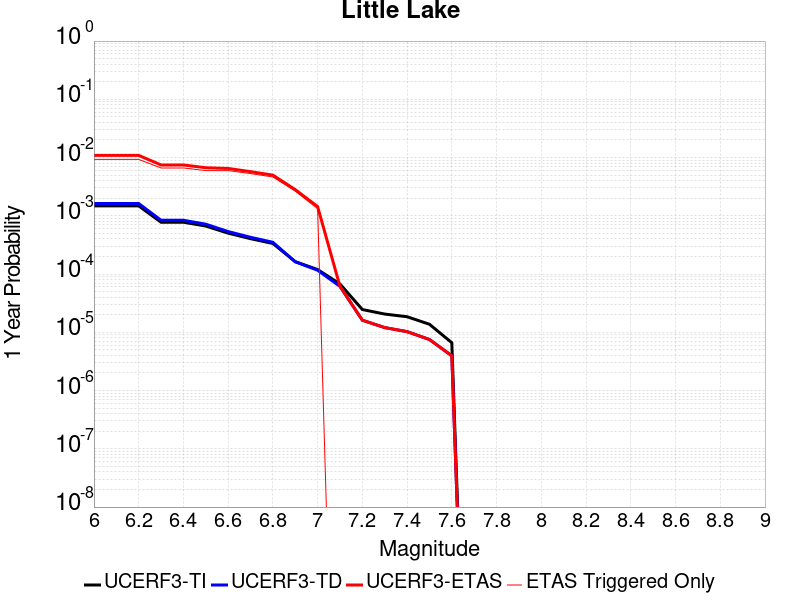 Little Lake
10^0
10^-1
10^-2
10^-3
10^-4
10^-5
10^-6
10^-7
10^-8
1 Year Probability
6 6.2 6.4 6.6 6.8 7 7.2 7.4 7.6 7.8 8 8.2 8.4 8.6 8.8 9
Magnitude
UCERF3-TI UCERF3-TD UCERF3-ETAS ETAS Triggered Only